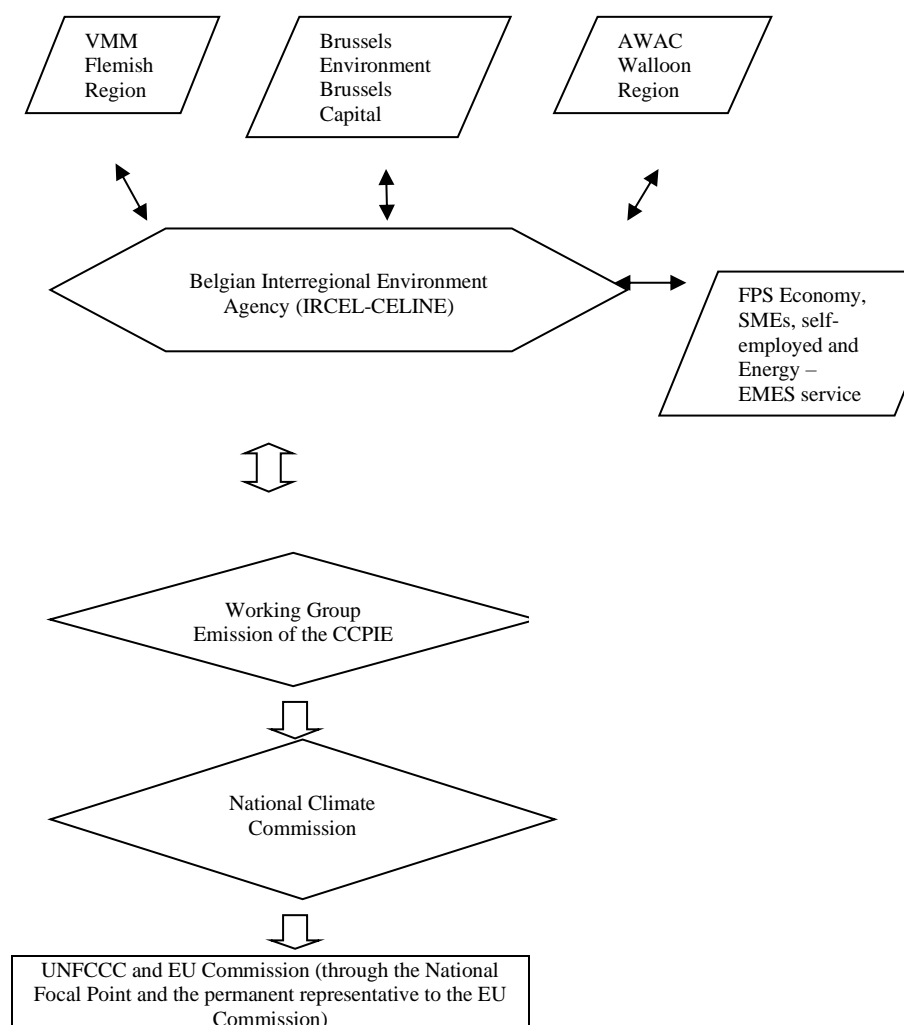 VMM
Flemish
Region
Brussels
Environment
Brussels
Capital
AWAC
Walloon
Region
Belgian Interregional Environment
Agency (IRCEL-CELINE)
FPS Economy,
SMEs, self-
employed and
Energy –
EMES service
Working Group
Emission of the CCPIE
National Climate
Commission
UNFCCC and EU Commission (through the National
Focal Point and the permanent representative to the EU
Commission)